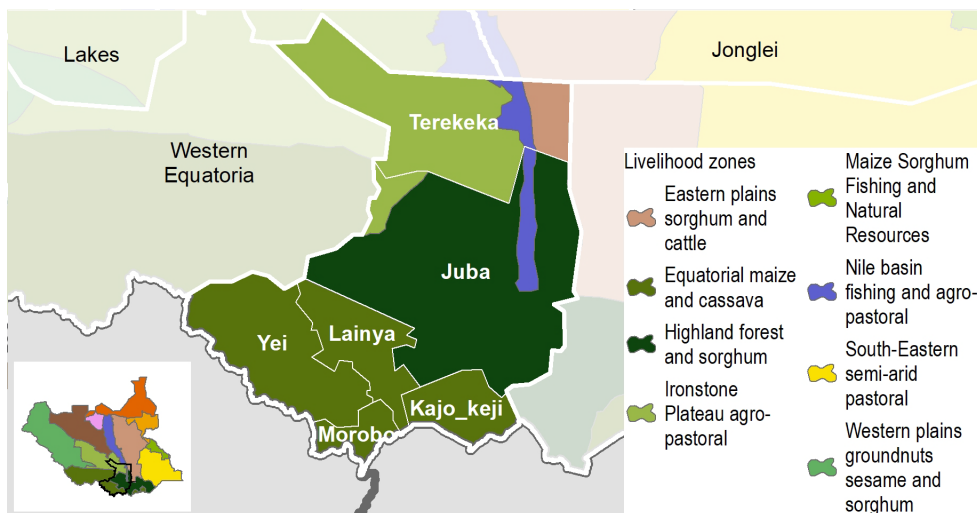 Lakes
Jonglei
Terekeka
Western
Equatoria
Juba
Lainya
Yei
Kajo_keji
Morobo
Livelihood zones
Eastern plains
sorghum and
cattle
Equatorial maize
and cassava
Highland forest
and sorghum
Ironstone
Plateau agro-
pastoral
Maize Sorghum
Fishing and
Natural
Resources
Nile basin
fishing and agro-
pastoral
South-Eastern
semi-arid
pastoral
Western plains
groundnuts
sesame and
sorghum